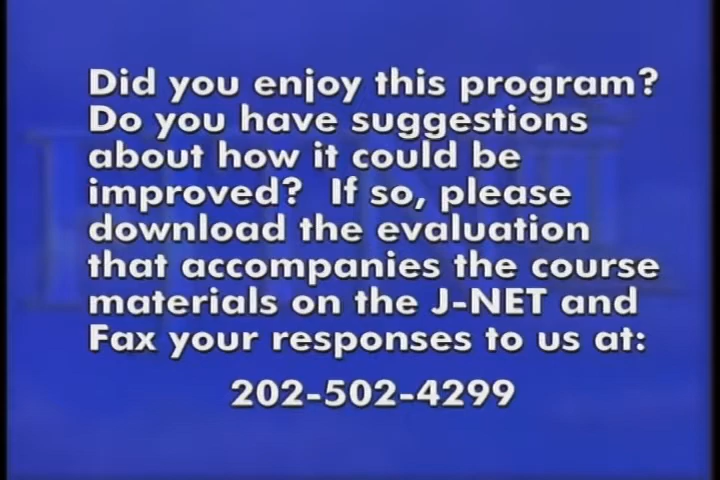 Did you enjoy this program?
Do you have suggestions
about how it could be
improved?  If so, please
download the evaluation
that accompanies the course
materials on the J-NET and
Fax your responses to us at:
202-502-4299